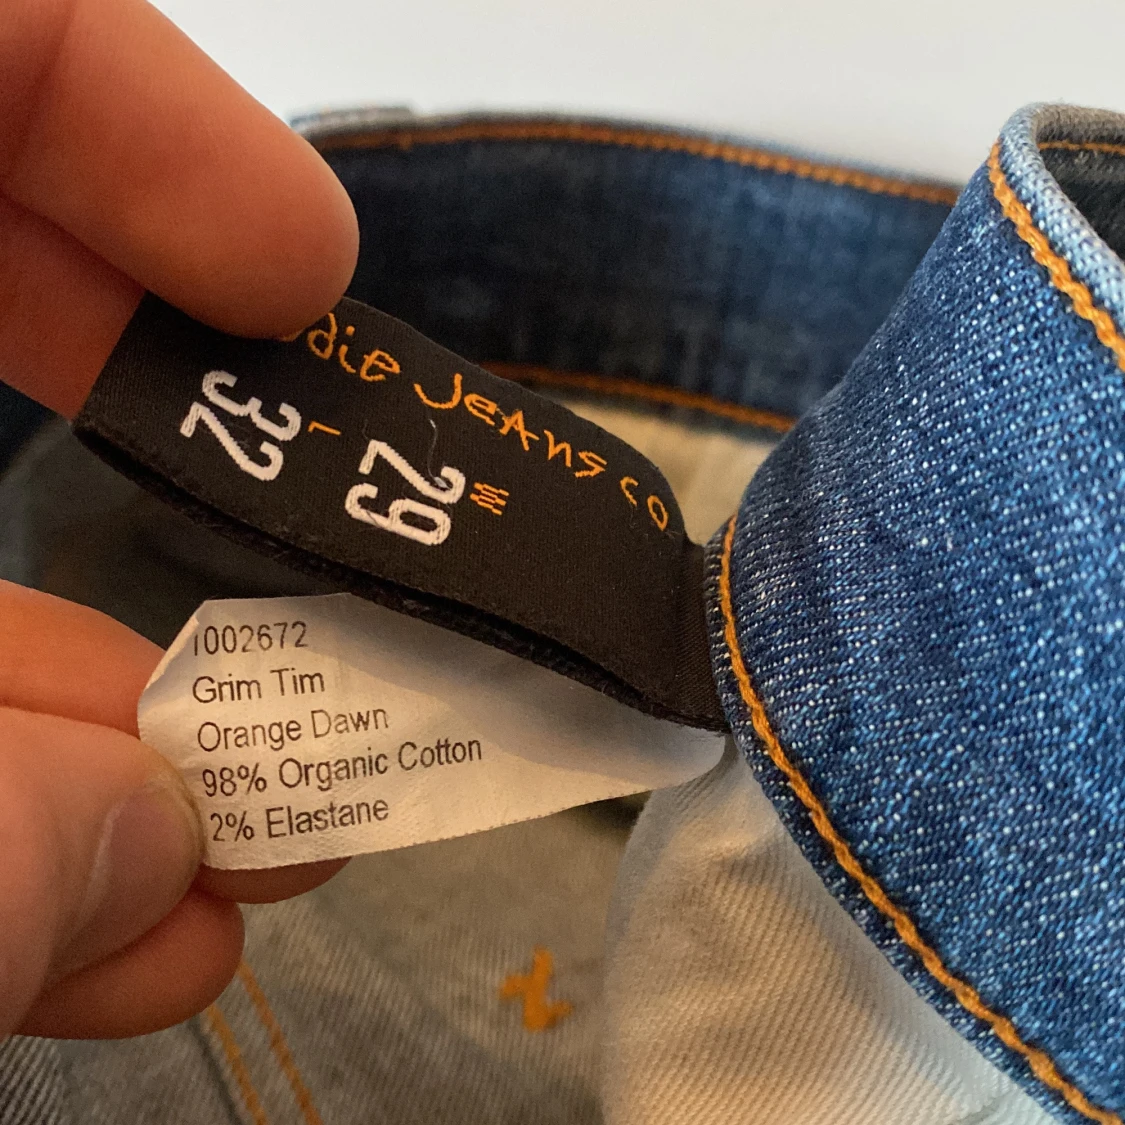 udie Jeans co
W 29
L 32
1002672
Grim Tim
Orange Dawn
98% Organic Cotton
2% Elastane